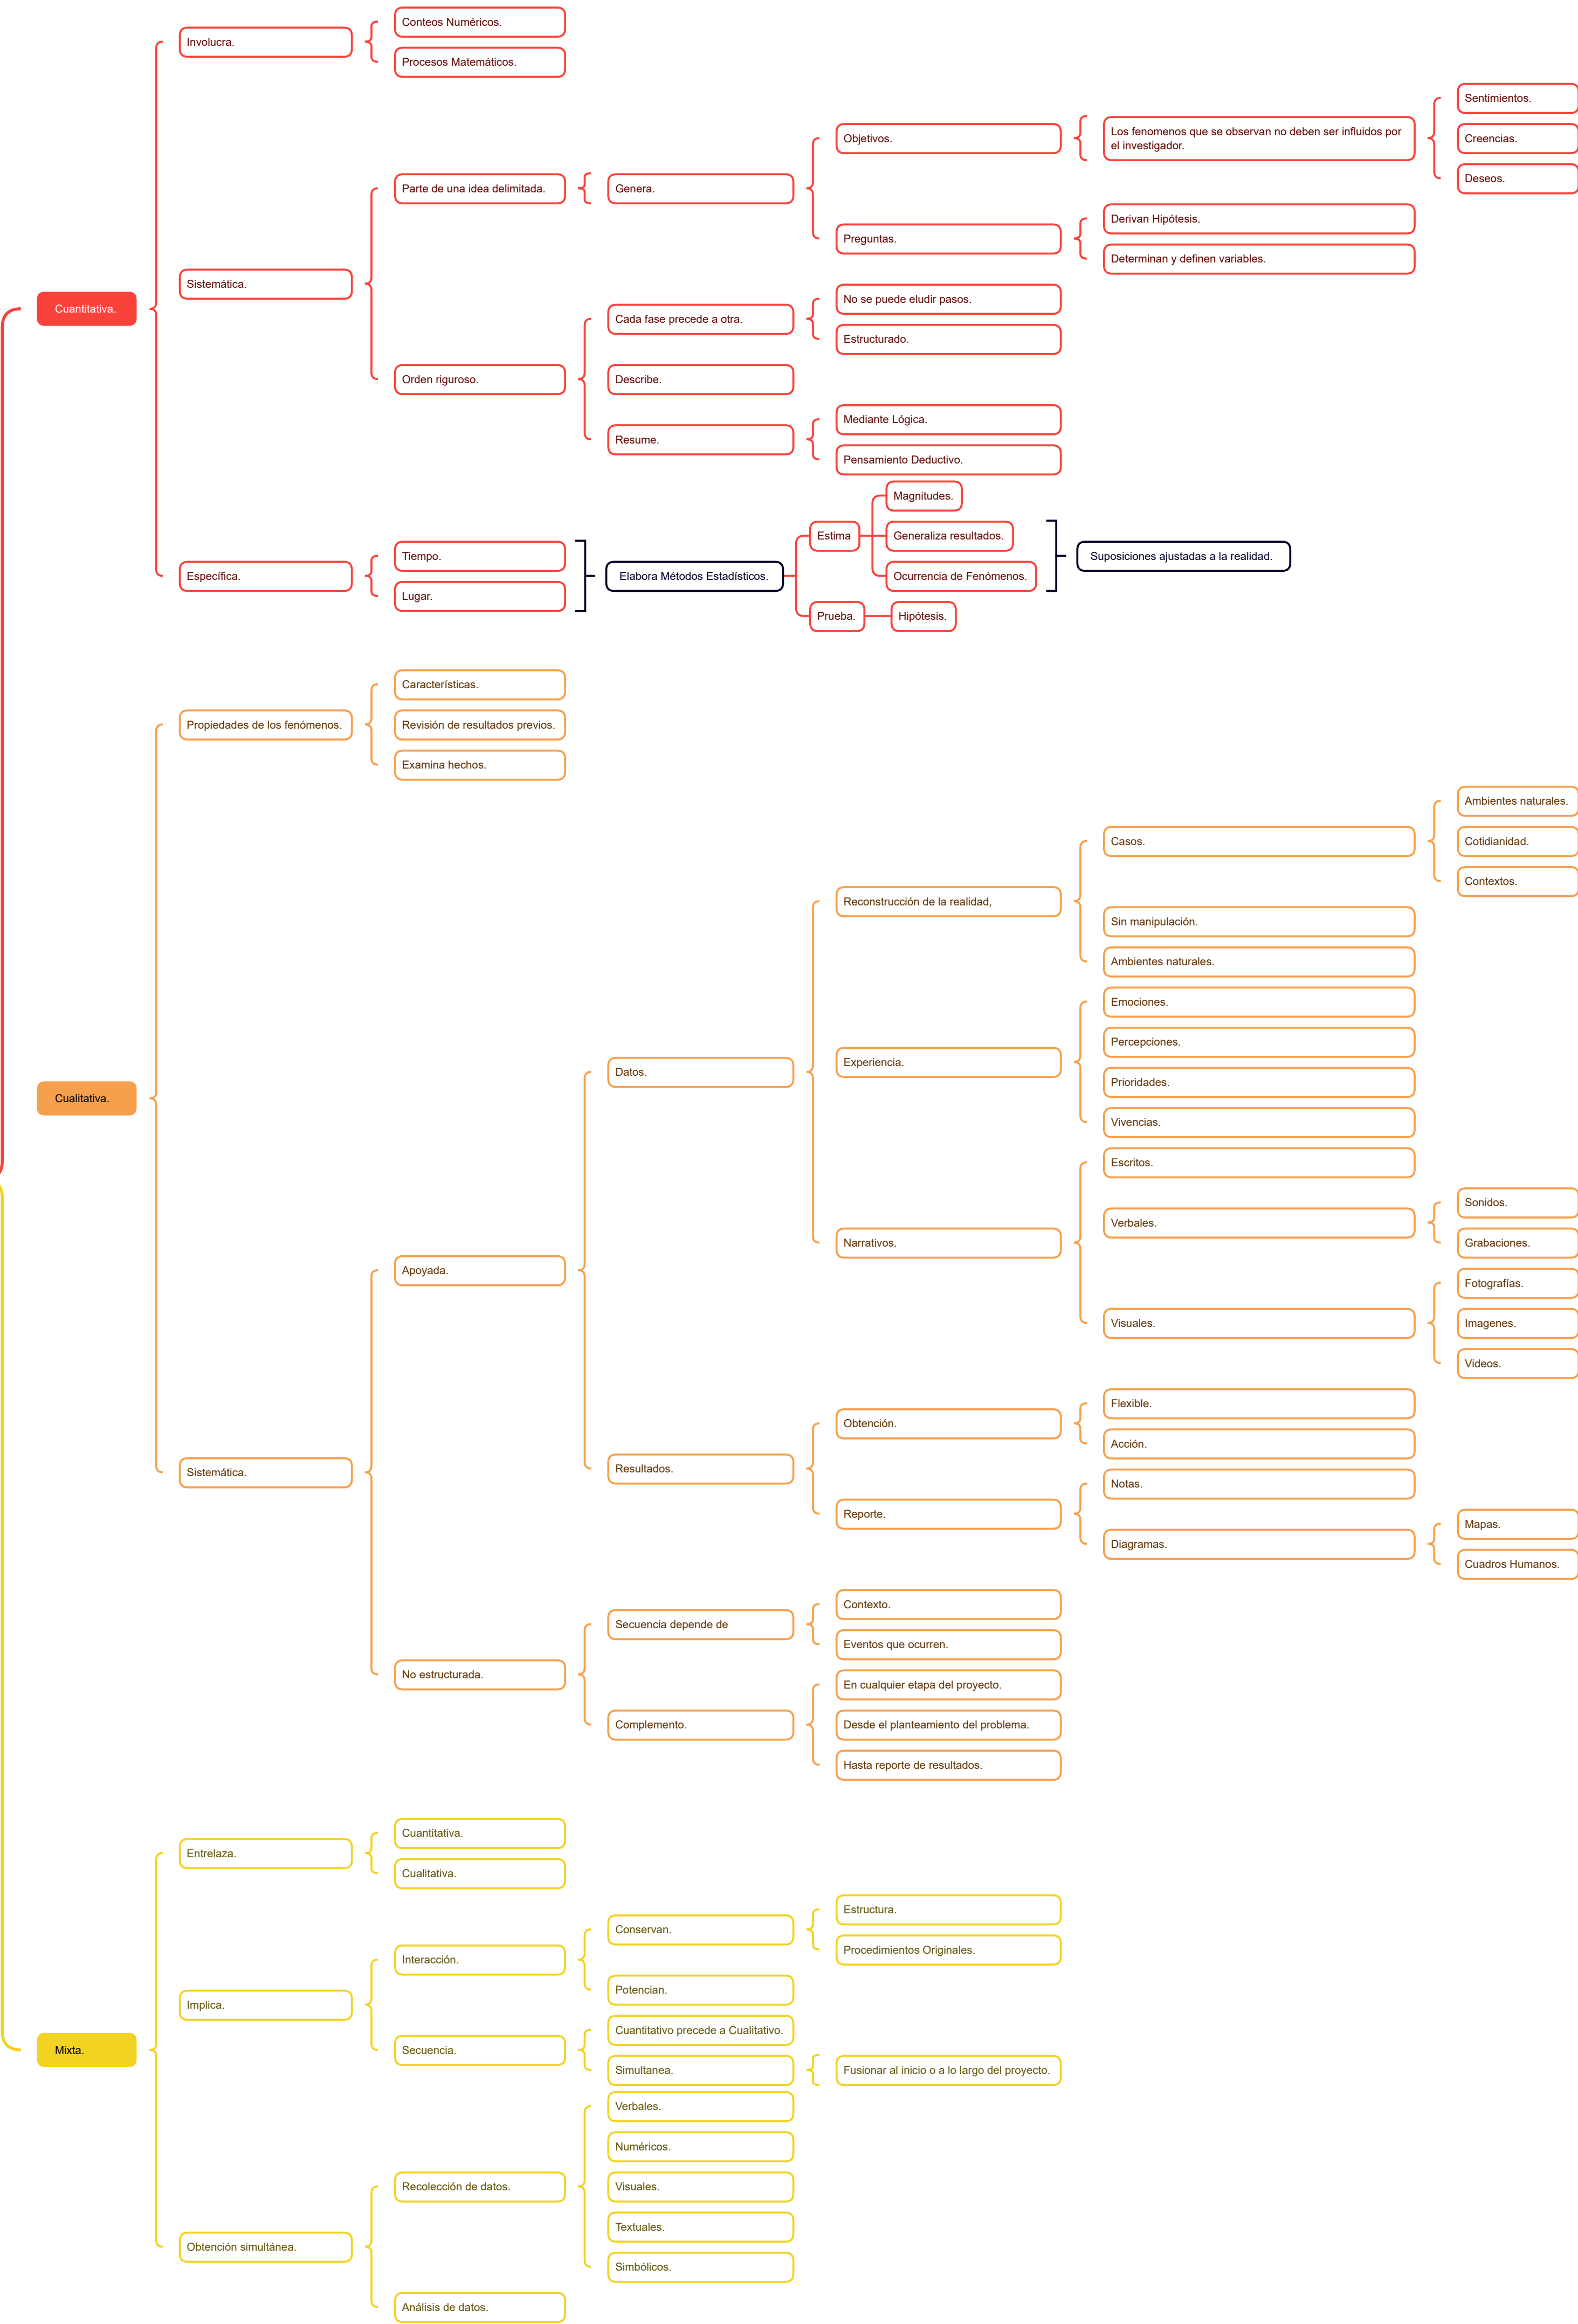 Conteos Numéricos.
Involucra.
Procesos Matemáticos.
Sentimientos.
Objetivos.
Los fenomenos que se observan no deben ser influidos por
el investigador.
Creencias.
Deseos.
Parte de una idea delimitada.
Genera.
Derivan Hipótesis.
Preguntas.
Determinan y definen variables.
Sistemática.
Cuantitativa.
No se puede eludir pasos.
Cada fase precede a otra.
Estructurado.
Orden riguroso.
Describe.
Mediante Lógica.
Resume.
Pensamiento Deductivo.
Magnitudes.
Estima
Generaliza resultados.
Tiempo.
Suposiciones ajustadas a la realidad.
Específica.
Elabora Métodos Estadísticos.
Ocurrencia de Fenómenos.
Lugar.
Prueba.
Hipótesis.
Características.
Propiedades de los fenómenos.
Revisión de resultados previos.
Examina hechos.
Ambientes naturales.
Casos.
Cotidianidad.
Contextos.
Reconstrucción de la realidad,
Sin manipulación.
Ambientes naturales.
Emociones.
Percepciones.
Experiencia.
Datos.
Prioridades.
Cualitativa.
Vivencias.
Escritos.
Sonidos.
Verbales.
Grabaciones.
Narrativos.
Apoyada.
Fotografías.
Visuales.
Imagenes.
Videos.
Flexible.
Obtención.
Acción.
Sistemática.
Resultados.
Notas.
Reporte.
Mapas.
Diagramas.
Cuadros Humanos.
Contexto.
Secuencia depende de
Eventos que ocurren.
No estructurada.
En cualquier etapa del proyecto.
Complemento.
Desde el planteamiento del problema.
Hasta reporte de resultados.
Cuantitativa.
Entrelaza.
Cualitativa.
Estructura.
Conservan.
Procedimientos Originales.
Interacción.
Potencian.
Implica.
Cuantitativo precede a Cualitativo.
Mixta.
Secuencia.
Simultanea.
Fusionar al inicio o a lo largo del proyecto.
Verbales.
Numéricos.
Recolección de datos.
Visuales.
Textuales.
Obtención simultánea.
Simbólicos.
Análisis de datos.